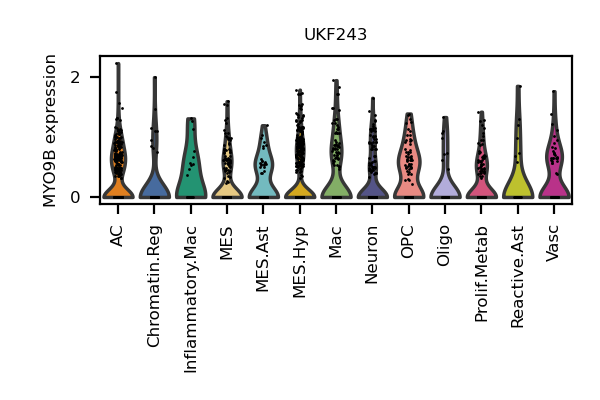 UKF243
MYO9B expression
2
0
AC
Chromatin.Reg
Inflammatory.Mac
MES
MES.Ast
MES.Hyp
Mac
Neuron
OPC
Oligo
Prolif.Metab
Reactive.Ast
Vasc